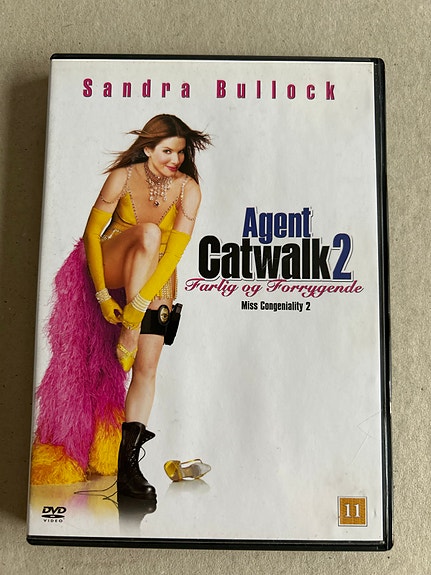 Sandra Bullock
Agent
Catwalk 2
Farlig og Forrygende
Miss Congeniality 2
DVD
VIDEO
11